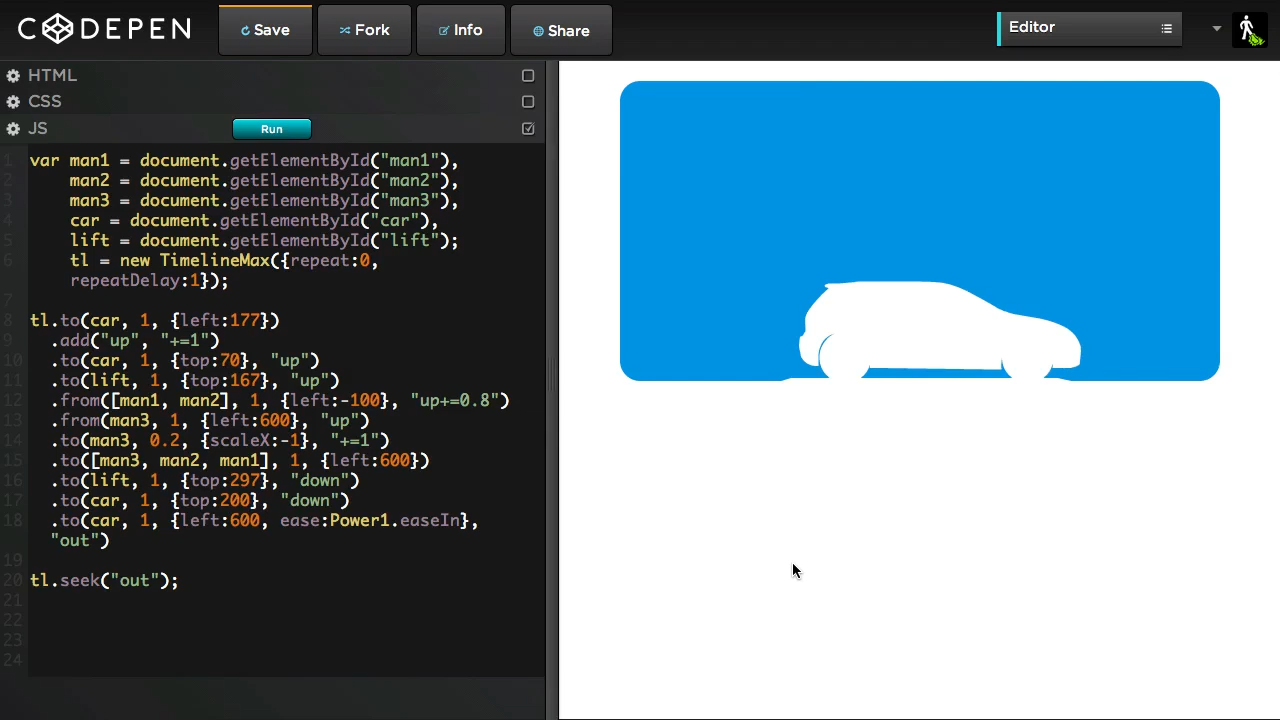 CODEPEN
Save
Fork
Info
Share
Editor
HTML
CSS
JS
Run
1 var man1 = document.getElementById("man1"),
2 man2 = document.getElementById("man2"),
3 man3 = document.getElementById("man3"),
4 car = document.getElementById("car"),
5 lift = document.getElementById("lift");
6 tl = new TimelineMax({repeat:0,
repeatDelay:1});
7
8 tl.to(car, 1, {left:177})
9 .add("up", "+=1")
10 .to(car, 1, {top:70}, "up")
11 .to(lift, 1, {top:167}, "up")
12 .from([man1, man2], 1, {left:-100}, "up+=0.8")
13 .from(man3, 1, {left:600}, "up")
14 .to(man3, 0.2, {scaleX:-1}, "+=1")
15 .to([man3, man2, man1], 1, {left:600})
16 .to(lift, 1, {top:297}, "down")
17 .to(car, 1, {top:200}, "down")
18 .to(car, 1, {left:600, ease:Power1.easeIn},
"out")
19
20 tl.seek("out");
21
22
23
24